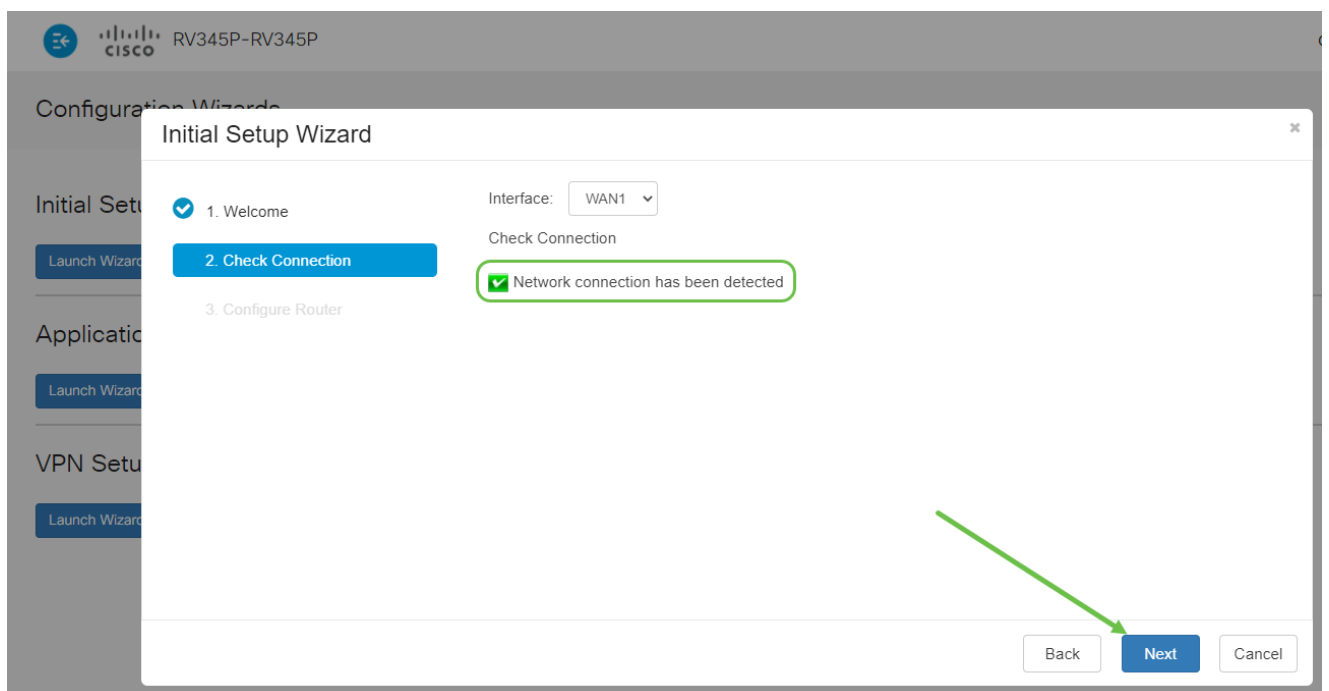 CISCO RV345P-RV345P
Configuration Wizards
Initial Setup Wizard
Initial Setu
Launch Wizard
1. Welcome
2. Check Connection
3. Configure Router
Interface: WAN1
Check Connection
Network connection has been detected
Applicatio
Launch Wizard
VPN Setu
Launch Wizard
Back Next Cancel